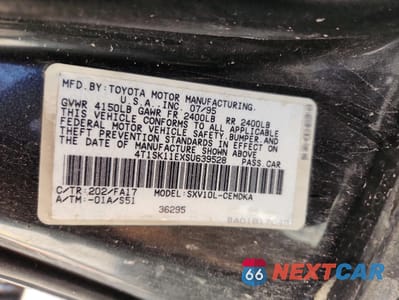 MFD. BY: TOYOTA MOTOR MANUFACTURING,
U.S.A., INC. 07/95
GVWR 4150LB GAWR FR 2400LB RR 2400LB
THIS VEHICLE CONFORMS TO ALL APPLICABLE
FEDERAL MOTOR VEHICLE SAFETY, BUMPER, AND
THEFT PREVENTION STANDARDS IN EFFECT ON
THE DATE OF MANUFACTURE SHOWN ABOVE.
4T1SK11EXSU639528
C/TR: 202/FA17 MODEL: SXV10L-CEMDKA
A/TM: -01A/S51
36295
66 NEXTCAR